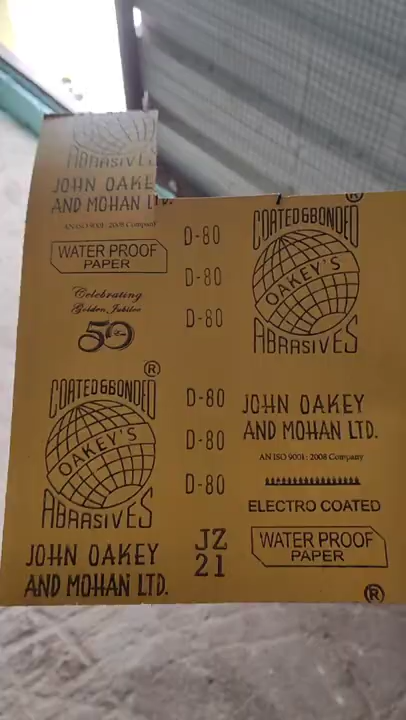 ABRASIVES
JOHN OAKE
AND MOHAN LTD.
AN ISO 9001 : 2008 Company
WATER PROOF
PAPER
Celebrating
Golden Jubilee
50
®
COATED & BONDED
OAKEY'S
ABRASIVES
JOHN OAKEY
AND MOHAN LTD.
D-80
D-80
D-80
D-80
D-80
D-80
JZ
21
®
COATED & BONDED
OAKEY'S
ABRASIVES
JOHN OAKEY
AND MOHAN LTD.
AN ISO 9001 : 2008 Company
ELECTRO COATED
WATER PROOF
PAPER
®